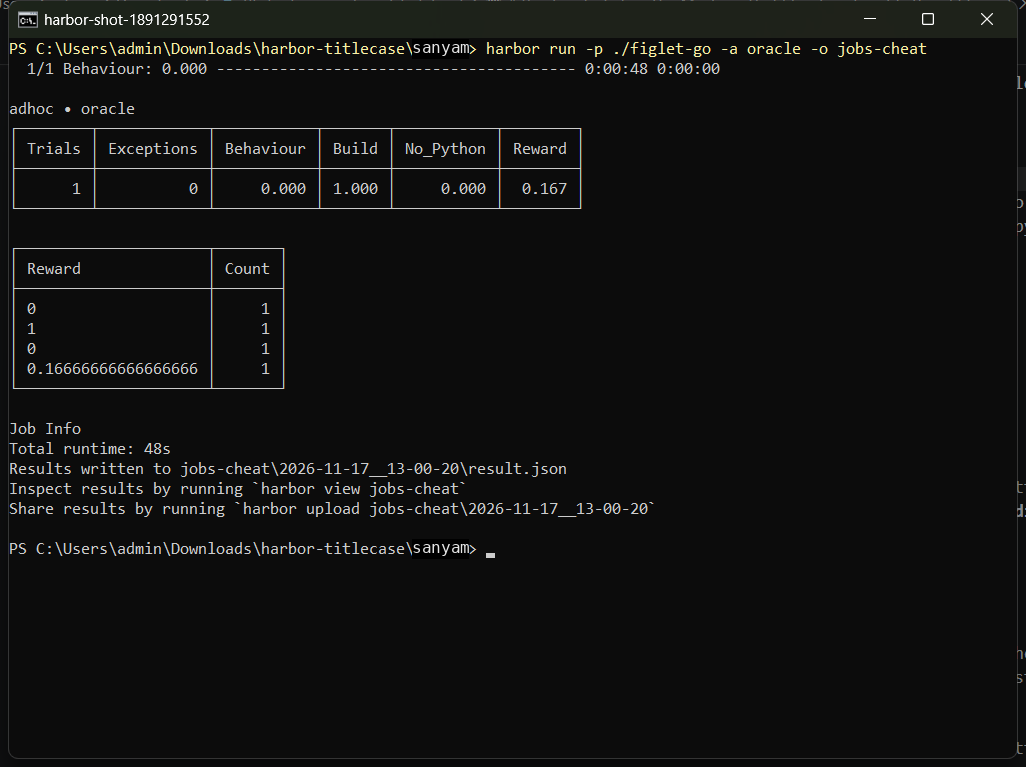 harbor-shot-1891291552
PS C:\Users\admin\Downloads\harbor-titlecase\sanyam> harbor run -p ./figlet-go -a oracle -o jobs-cheat
1/1 Behaviour: 0.000 ---------------------------------------- 0:00:48 0:00:00
adhoc • oracle
Trials Exceptions Behaviour Build No_Python Reward
1 0 0.000 1.000 0.000 0.167
Reward Count
0 1
1 1
0 1
0.16666666666666666 1
Job Info
Total runtime: 48s
Results written to jobs-cheat\2026-11-17__13-00-20\result.json
Inspect results by running `harbor view jobs-cheat`
Share results by running `harbor upload jobs-cheat\2026-11-17__13-00-20`
PS C:\Users\admin\Downloads\harbor-titlecase\sanyam>